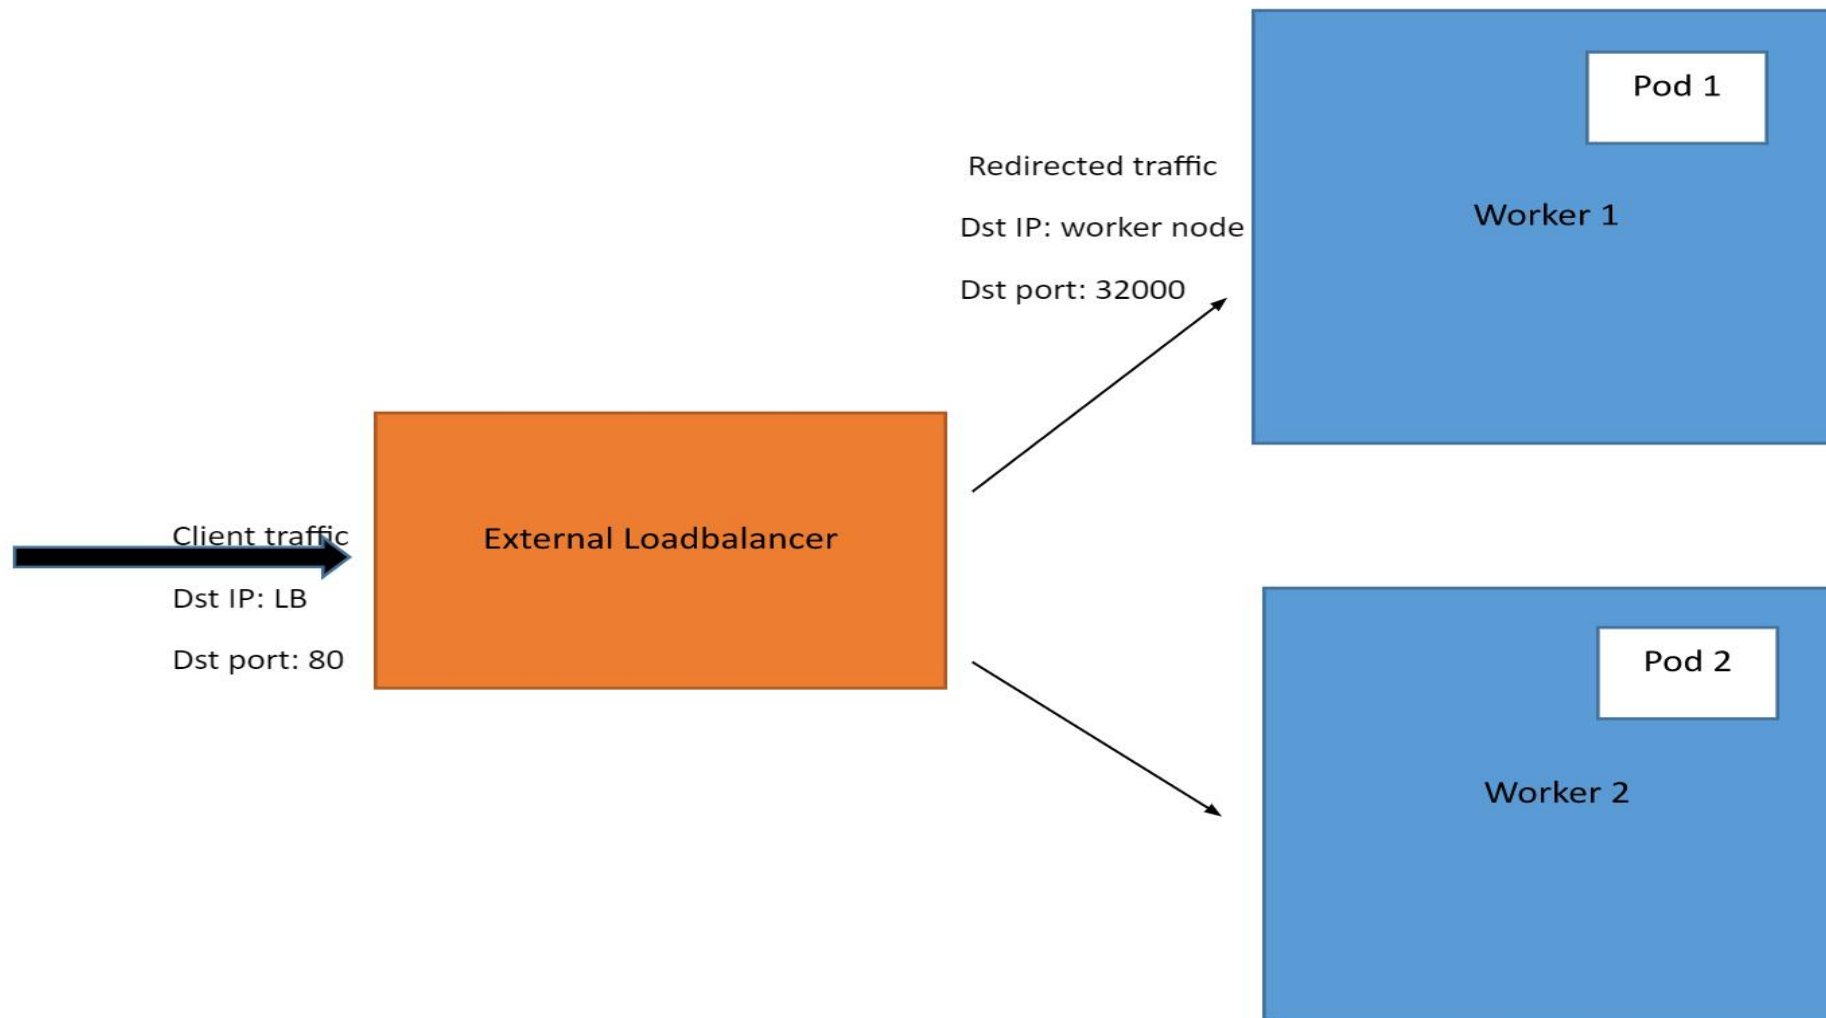 Client traffic
Dst IP: LB
Dst port: 80
External Loadbalancer
Redirected traffic
Dst IP: worker node
Dst port: 32000
Pod 1
Worker 1
Pod 2
Worker 2